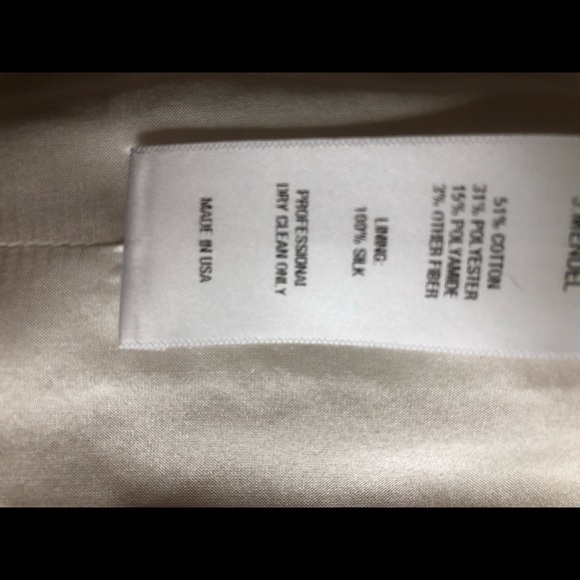 J. MENDEL
51% COTTON
31% POLYESTER
15% POLYAMIDE
3% OTHER FIBER
LINING:
100% SILK
PROFESSIONAL
DRY CLEAN ONLY
MADE IN USA